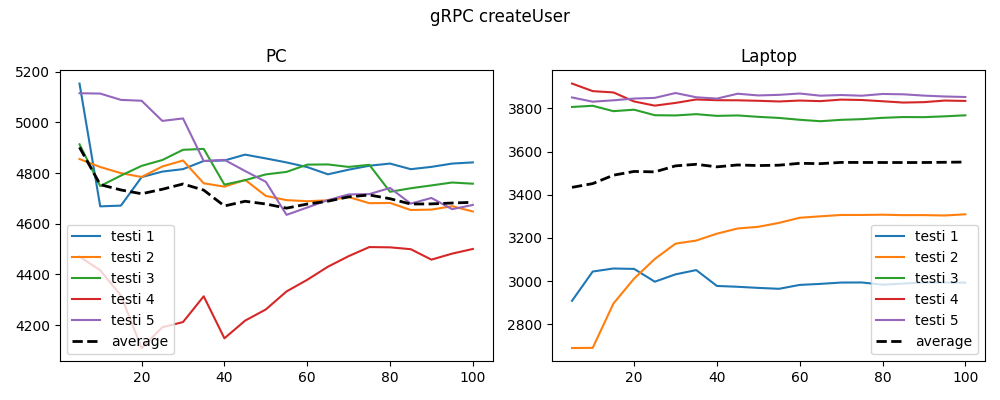 gRPC createUser
PC
5200
5000
4800
4600
4400
4200
20
40
60
80
100
testi 1
testi 2
testi 3
testi 4
testi 5
average
Laptop
3800
3600
3400
3200
3000
2800
20
40
60
80
100
testi 1
testi 2
testi 3
testi 4
testi 5
average